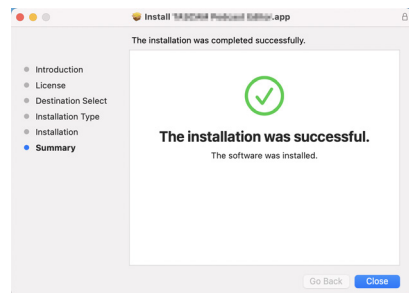 Install .app
The installation was completed successfully.
Introduction
License
Destination Select
Installation Type
Installation
Summary
The installation was successful.
The software was installed.
Go Back
Close